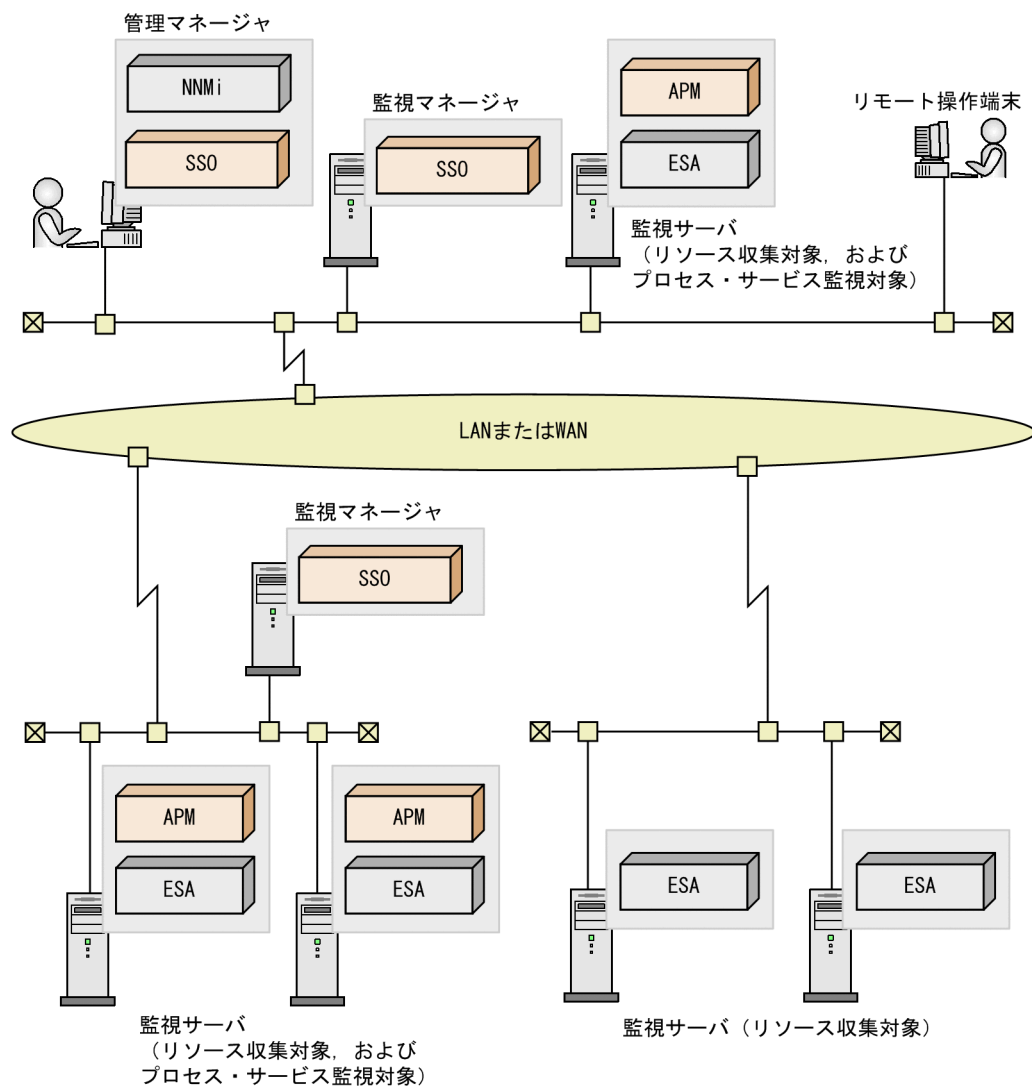 管理マネージャ
NNMi
SSO
監視マネージャ
SSO
APM
ESA
監視サーバ
（リソース収集対象，および
プロセス・サービス監視対象）
リモート操作端末
LANまたはWAN
監視マネージャ
SSO
APM
ESA
APM
ESA
監視サーバ
（リソース収集対象，および
プロセス・サービス監視対象）
ESA
ESA
監視サーバ（リソース収集対象）